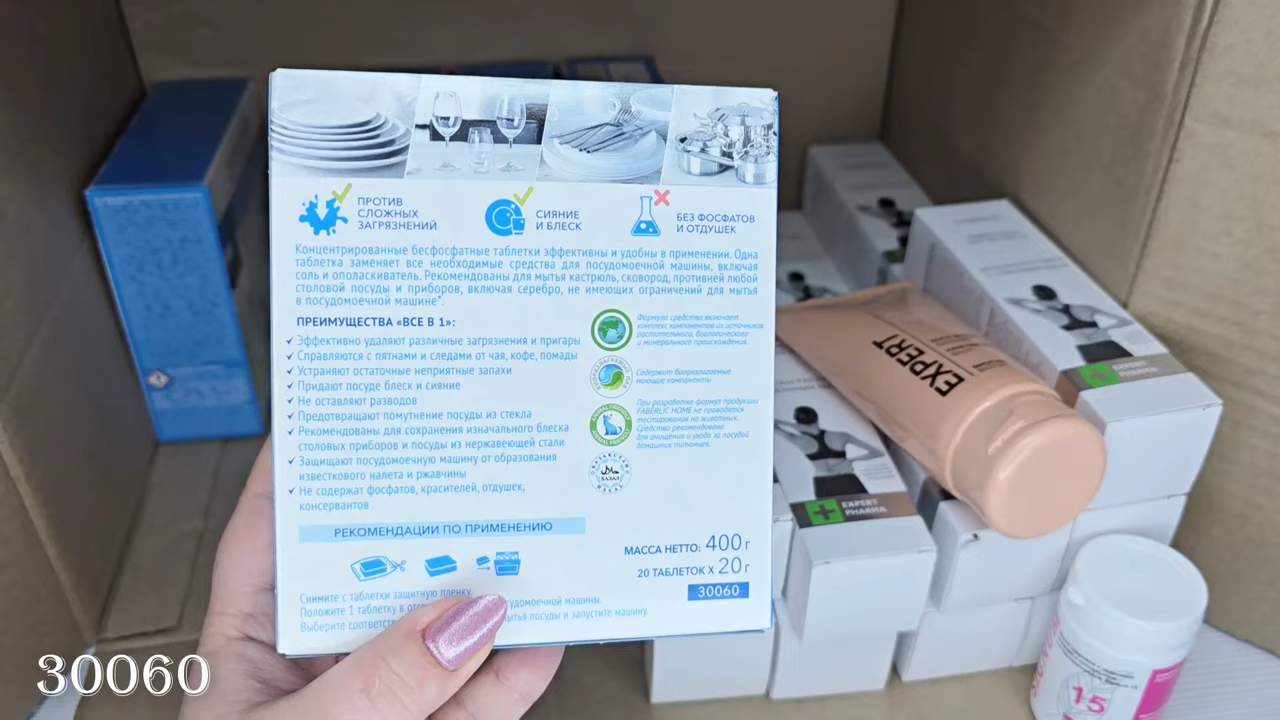 ПРОТИВ
СЛОЖНЫХ
ЗАГРЯЗНЕНИЙ
СИЯНИЕ
И БЛЕСК
БЕЗ ФОСФАТОВ
И ОТДУШЕК
Концентрированные бесфосфатные таблетки эффективны и удобны в применении. Одна
таблетка заменяет все необходимые средства для посудомоечной машины, включая
соль и ополаскиватель. Рекомендованы для мытья кастрюль, сковород, противней любой
столовой посуды и приборов, включая серебро, не имеющих ограничений для мытья
в посудомоечной машине*.
ПРЕИМУЩЕСТВА «ВСЕ В 1»:
Эффективно удаляют различные загрязнения и пригары
Справляются с пятнами и следами от чая, кофе, помады
Устраняют остаточные неприятные запахи
Придают посуде блеск и сияние
Не оставляют разводов
Предотвращают помутнение посуды из стекла
Рекомендованы для сохранения изначального блеска
столовых приборов и посуды из нержавеющей стали
Защищают посудомоечную машину от образования
известкового налета и ржавчины
Не содержат фосфатов, красителей, отдушек,
консервантов
Формула средства включает
комплекс компонентов из источников
растительного, биологического
и минерального происхождения.
Содержит биоразлагаемые
моющие компоненты
При разработке формул продукции
FABERLIC HOME не проводятся
тестирования на животных.
Средство рекомендовано
для очищения и ухода за посудой
домашних питомцев.
ХАЛАЛ
РЕКОМЕНДАЦИИ ПО ПРИМЕНЕНИЮ
МАССА НЕТТО: 400 г
20 ТАБЛЕТОК X 20 г
30060
Снимите с таблетки защитную пленку.
Положите 1 таблетку в удомоечной машины.
Выберите ытья посуды и запустите машину
EXPERT
EXPERT
PHARMA
EXPERT
PHARMA
15
30060